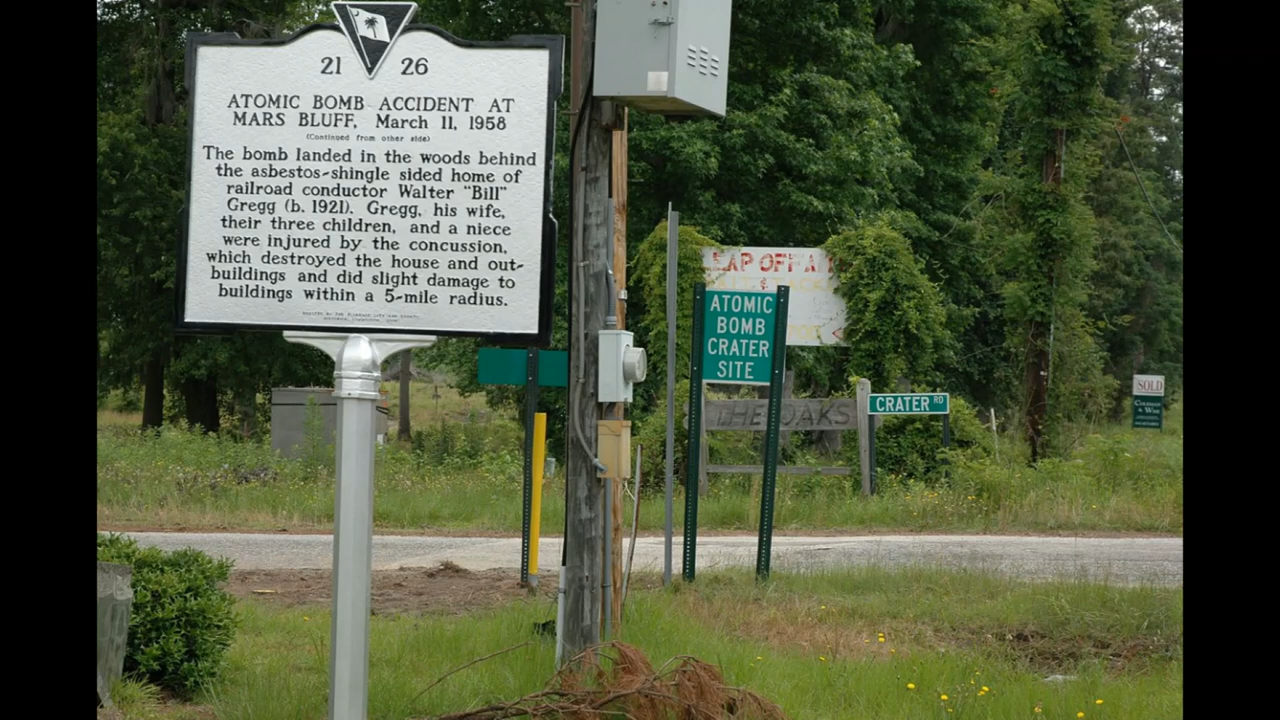 21 26
ATOMIC BOMB ACCIDENT AT
MARS BLUFF, March 11, 1958
(Continued from other side)
The bomb landed in the woods behind
the asbestos-shingle sided home of
railroad conductor Walter "Bill"
Gregg (b. 1921). Gregg, his wife,
their three children, and a niece
were injured by the concussion,
which destroyed the house and out-
buildings and did slight damage to
buildings within a 5-mile radius.
EAP OFF A
ATOMIC
BOMB
CRATER
SITE
THE OAKS
CRATER RD
SOLD